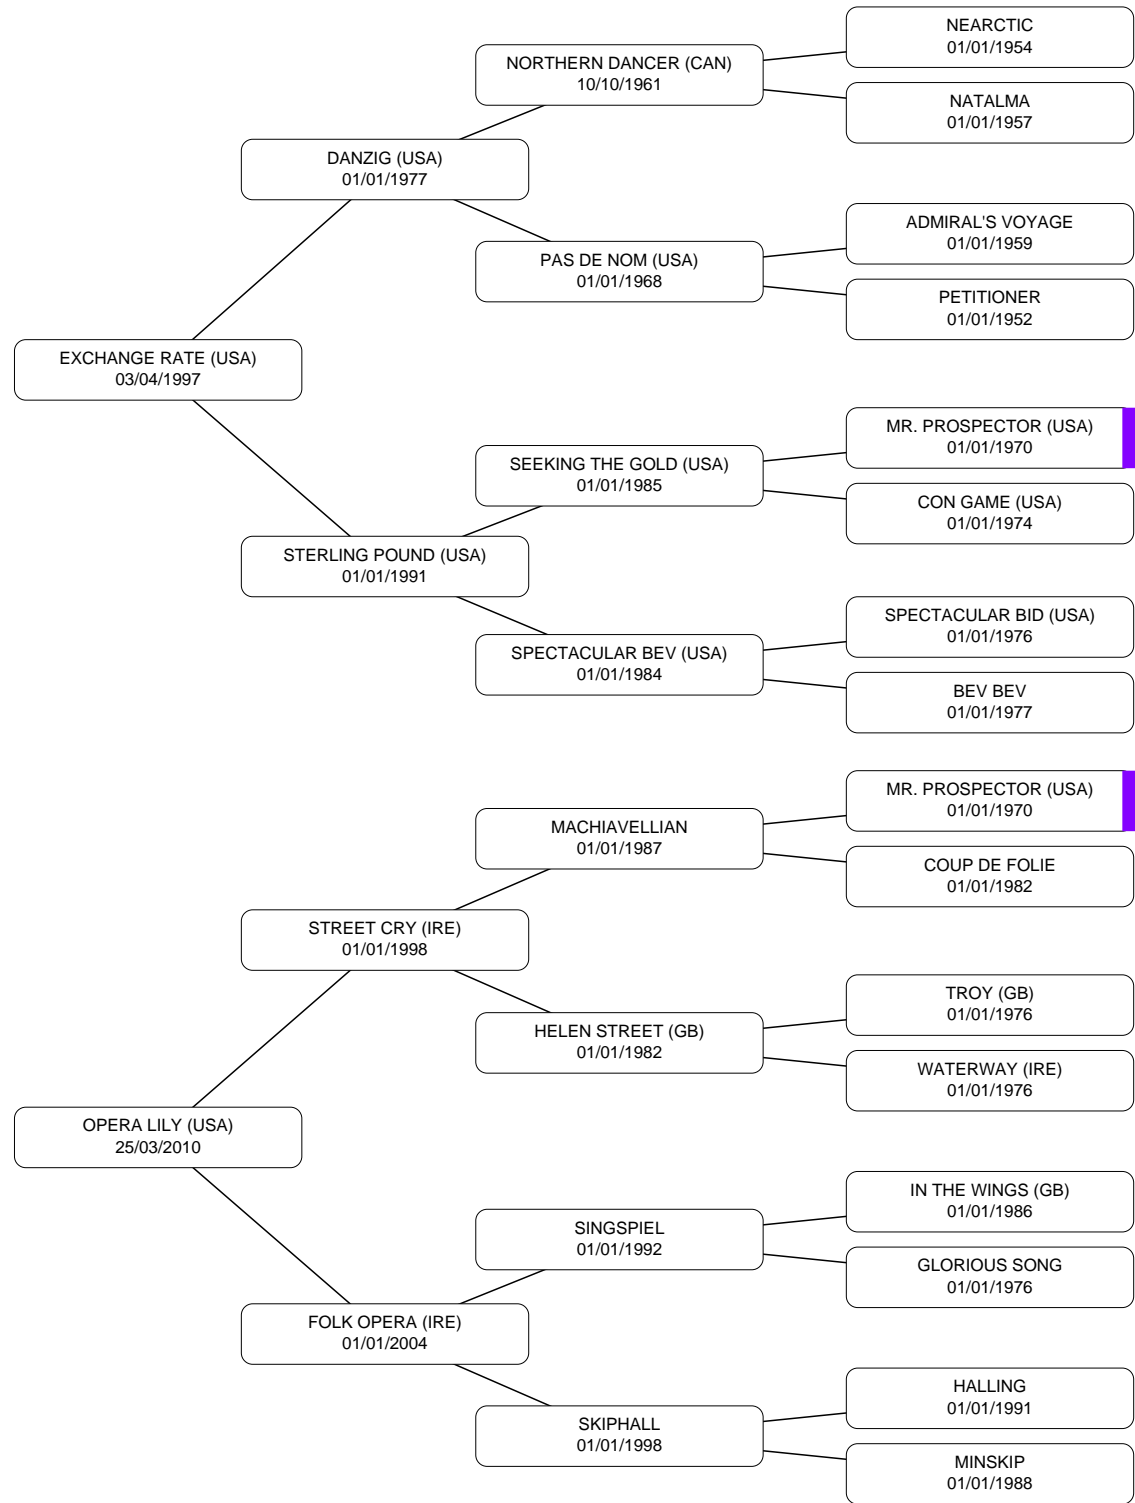 NEARCTIC
01/01/1954
NORTHERN DANCER (CAN)
10/10/1961
NATALMA
01/01/1957
DANZIG (USA)
01/01/1977
ADMIRAL'S VOYAGE
01/01/1959
PAS DE NOM (USA)
01/01/1968
PETITIONER
01/01/1952
EXCHANGE RATE (USA)
03/04/1997
MR. PROSPECTOR (USA)
01/01/1970
SEEKING THE GOLD (USA)
01/01/1985
CON GAME (USA)
01/01/1974
STERLING POUND (USA)
01/01/1991
SPECTACULAR BID (USA)
01/01/1976
SPECTACULAR BEV (USA)
01/01/1984
BEV BEV
01/01/1977
MR. PROSPECTOR (USA)
01/01/1970
MACHIAVELLIAN
01/01/1987
COUP DE FOLIE
01/01/1982
STREET CRY (IRE)
01/01/1998
TROY (GB)
01/01/1976
HELEN STREET (GB)
01/01/1982
WATERWAY (IRE)
01/01/1976
OPERA LILY (USA)
25/03/2010
IN THE WINGS (GB)
01/01/1986
SINGSPIEL
01/01/1992
GLORIOUS SONG
01/01/1976
FOLK OPERA (IRE)
01/01/2004
HALLING
01/01/1991
SKIPHALL
01/01/1998
MINSKIP
01/01/1988